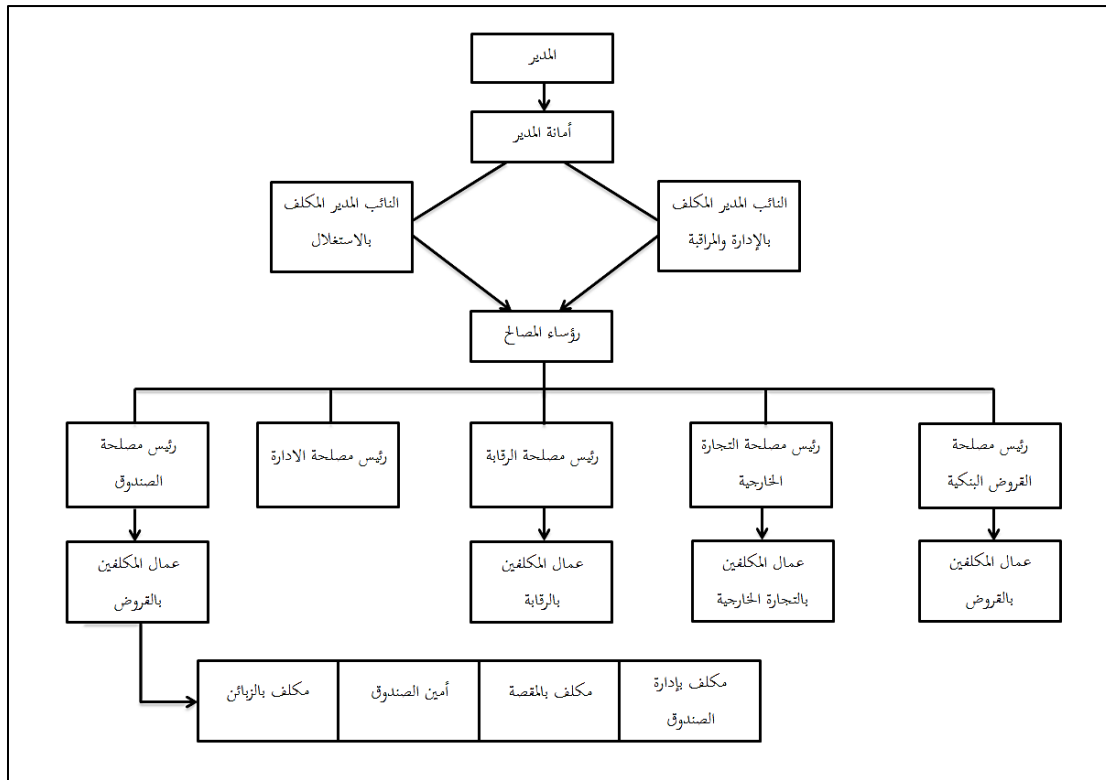 المدير
أمانة المدير
النائب المدير المكلف
بالإدارة والمراقبة
النائب المدير المكلف
بالاستغلال
رؤساء المصالح
رئيس مصلحة
القروض البنكية
رئيس مصلحة التجارة
الخارجية
رئيس مصلحة الرقابة
رئيس مصلحة الادارة
رئيس مصلحة
الصندوق
عمال المكلفين
بالقروض
عمال المكلفين
بالتجارة الخارجية
عمال المكلفين
بالرقابة
عمال المكلفين
بالقروض
مكلف بإدارة
الصندوق
مكلف بالمقصة
أمين الصندوق
مكلف بالزبائن